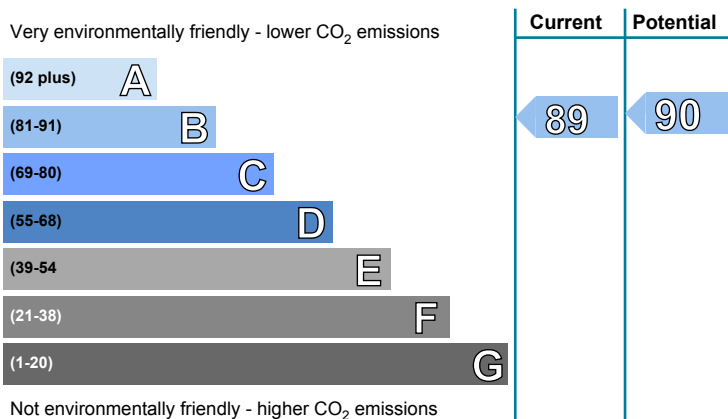 Very environmentally friendly - lower CO₂ emissions
Current
Potential
(92 plus) A
(81-91) B
89
90
(69-80) C
(55-68) D
(39-54 E
(21-38) F
(1-20) G
Not environmentally friendly - higher CO₂ emissions